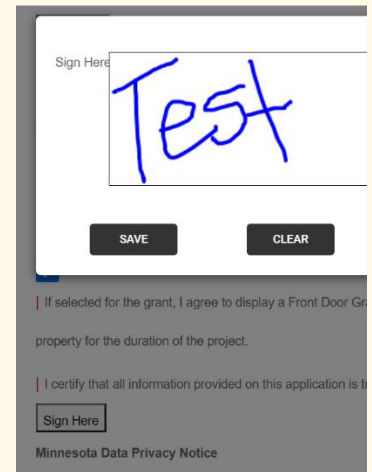 Sign Here
Test
SAVE CLEAR
If selected for the grant, I agree to display a Front Door Gr
property for the duration of the project.
I certify that all information provided on this application is t
Sign Here
Minnesota Data Privacy Notice